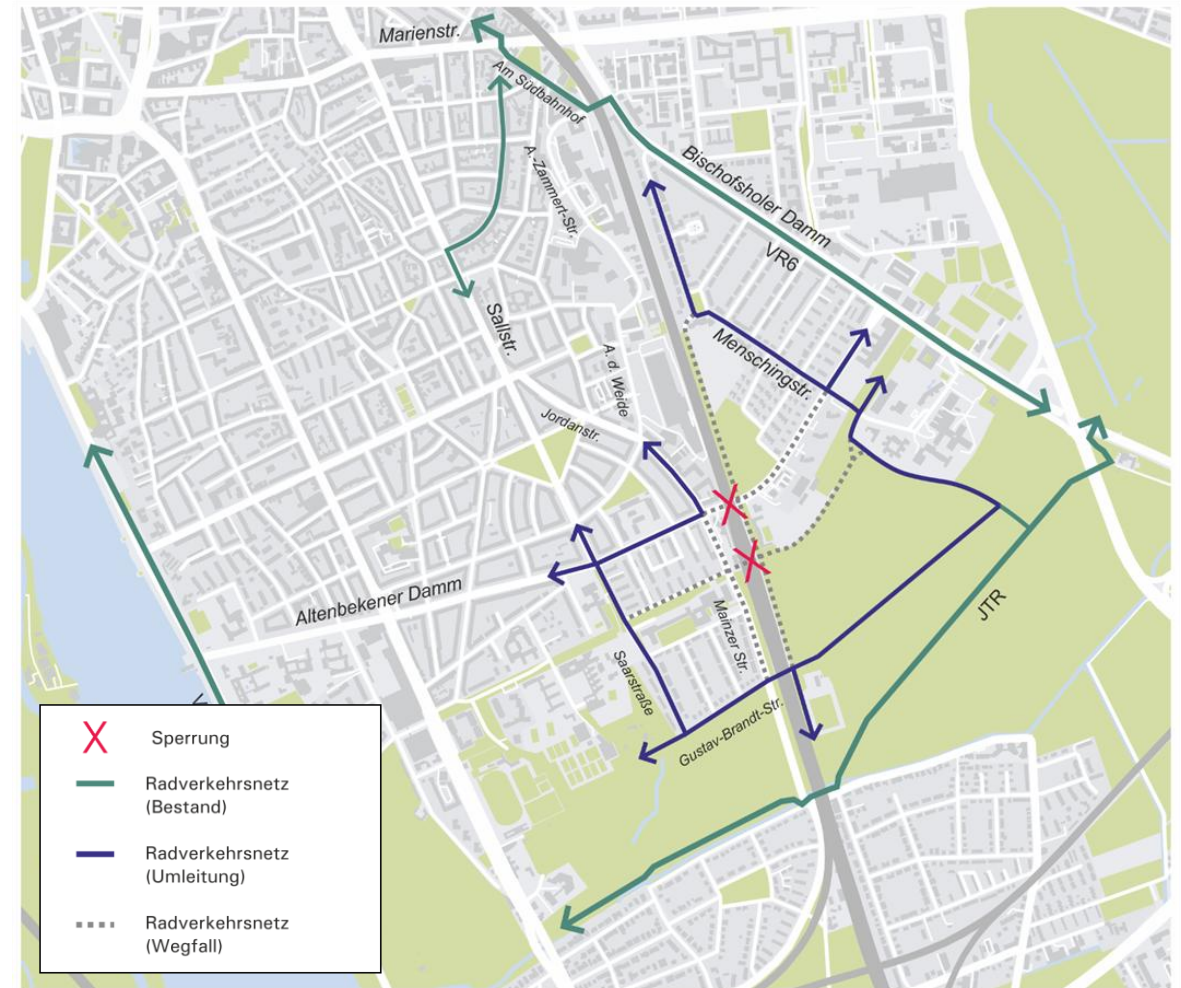 Marienstr.
Am Südbahnhof
A.-Zammert-Str.
Bischofsholer Damm
VR6
Sallstr.
A. d. Weide
Menschingstr.
Jordanstr.
Altenbekener Damm
Mainzer Str.
JTR
Saarstraße
Gustav-Brandt-Str.
Sperrung
Radverkehrsnetz
(Bestand)
Radverkehrsnetz
(Umleitung)
Radverkehrsnetz
(Wegfall)